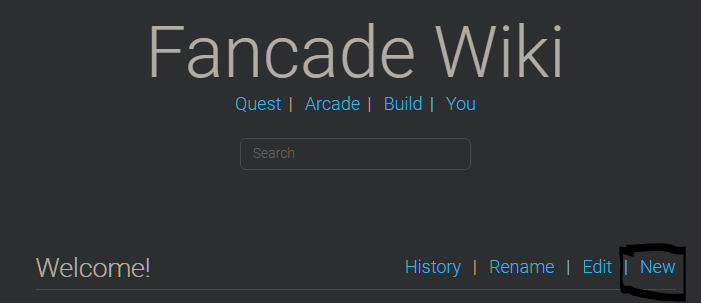 Fancade Wiki
Quest | Arcade | Build | You
Search
Welcome! History | Rename | Edit | New